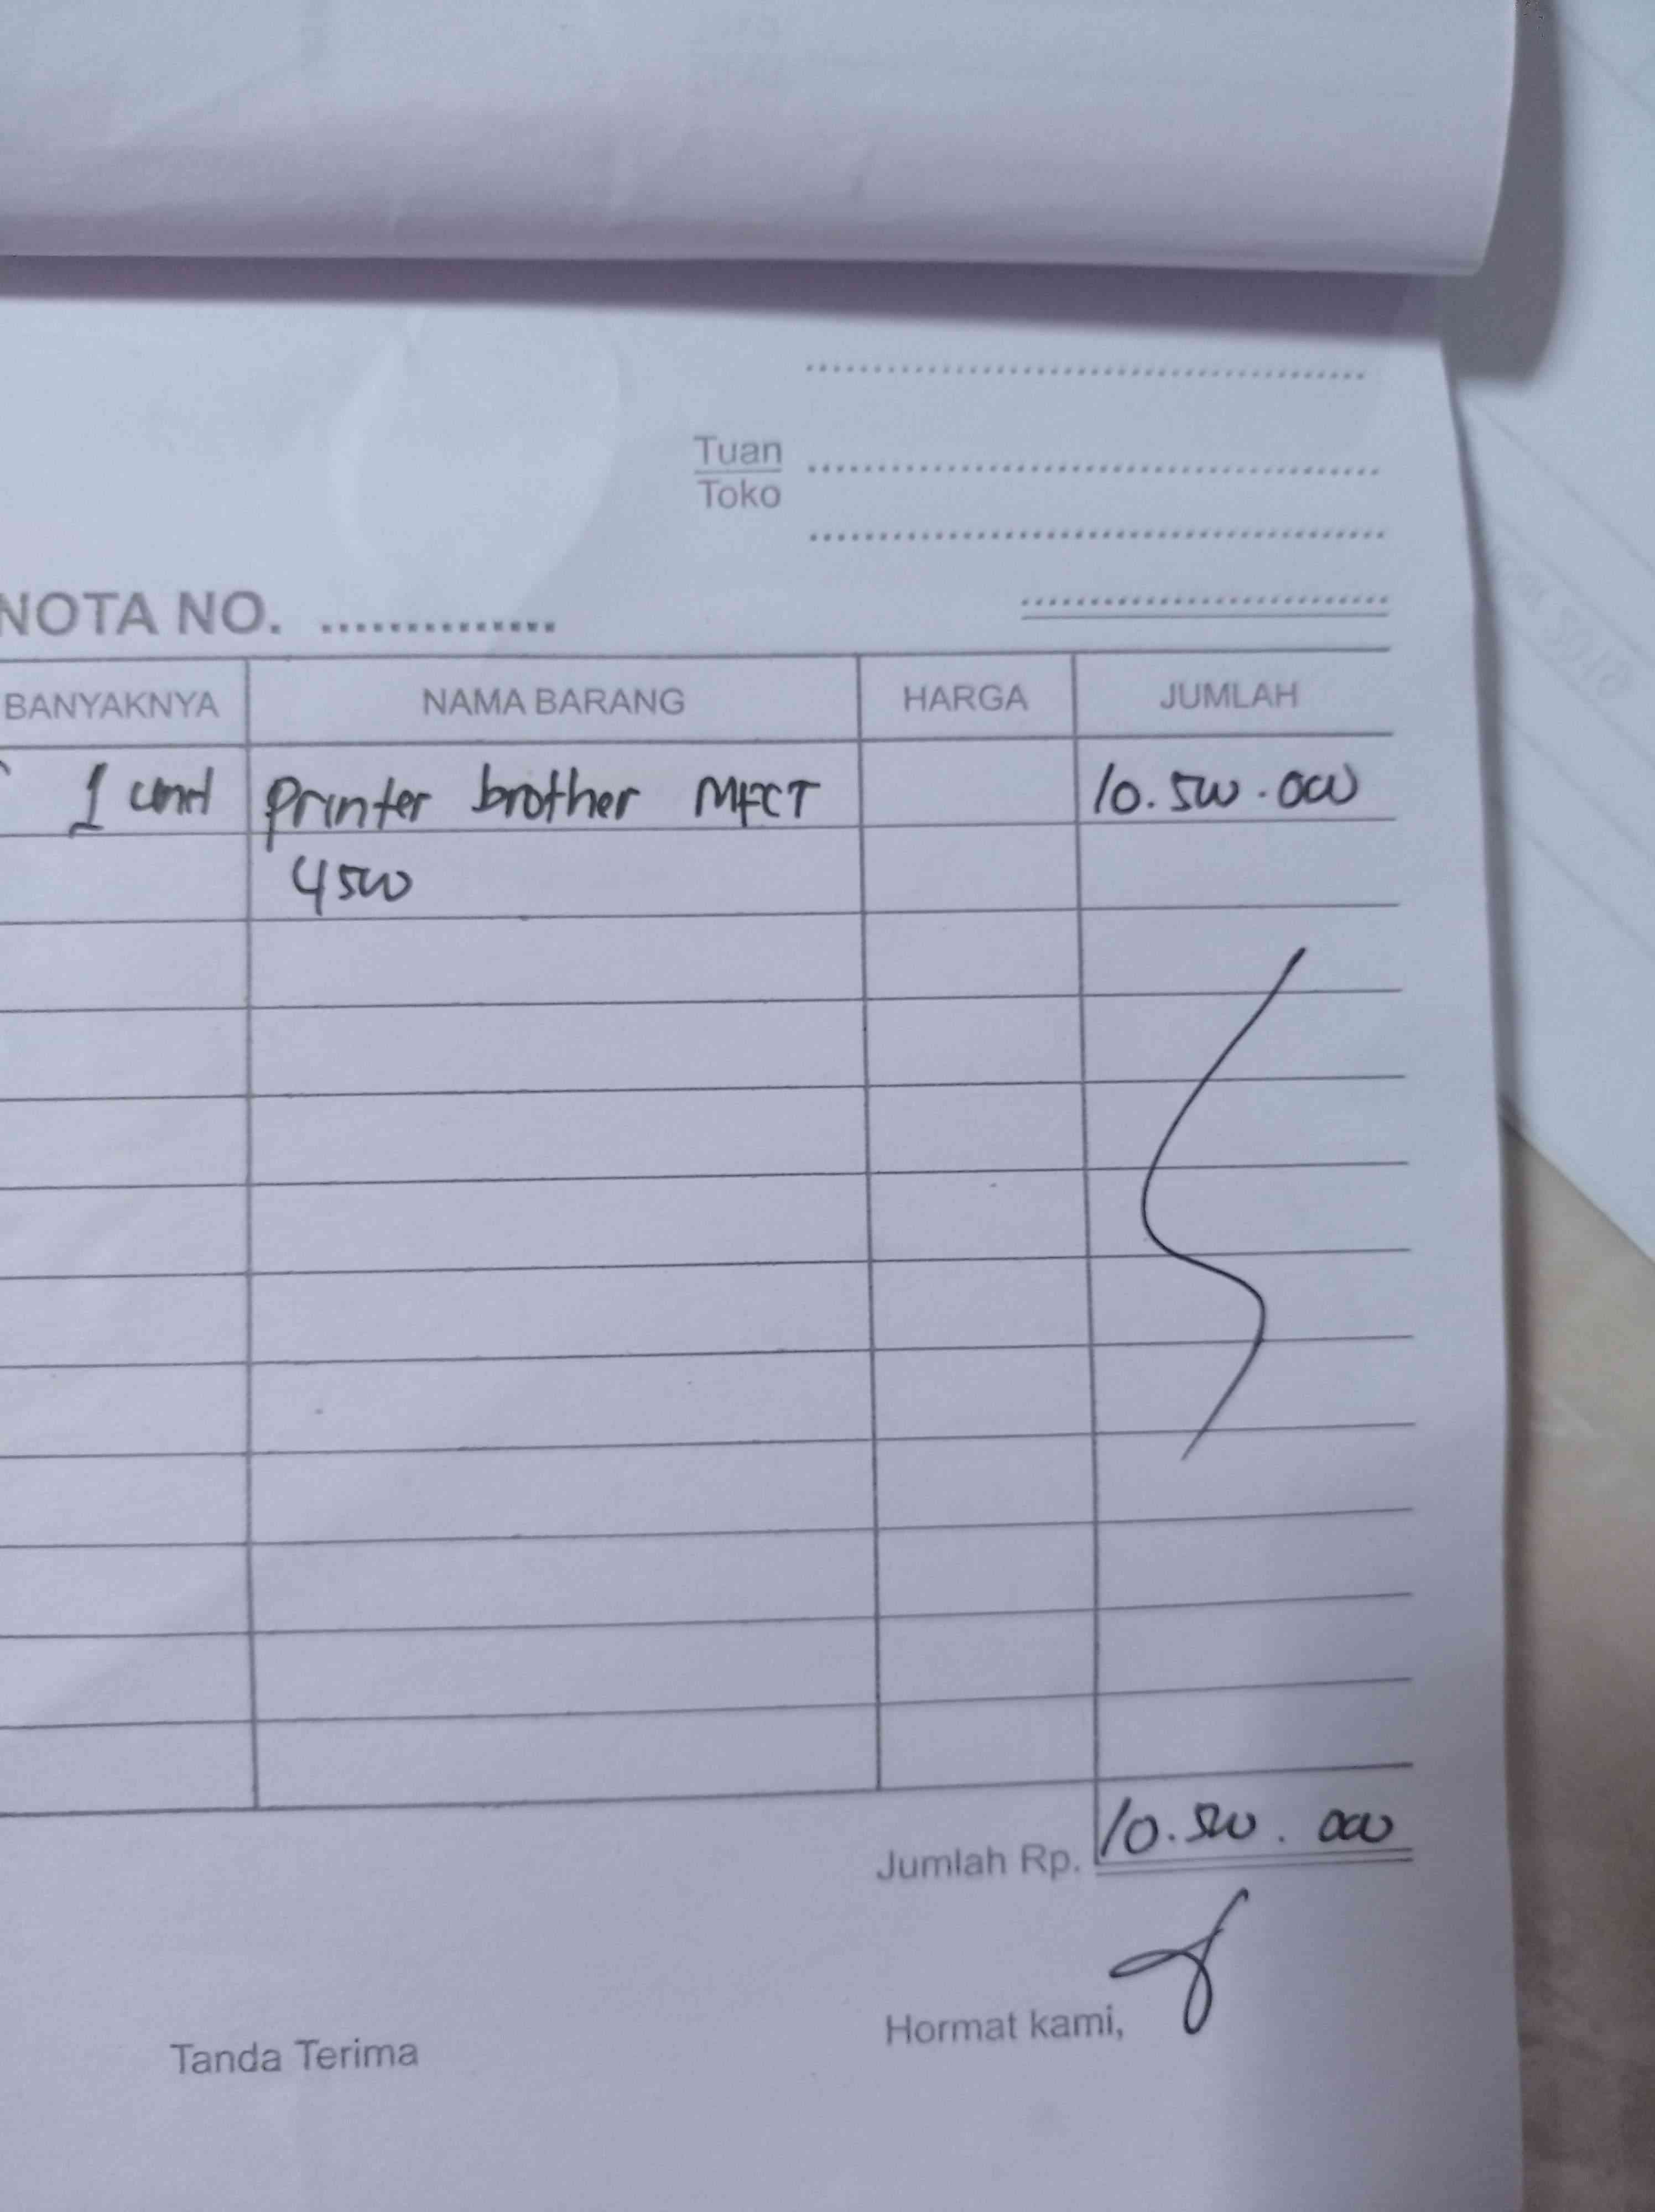 Tuan
Toko
NOTA NO. ..............
BANYAKNYA NAMA BARANG HARGA JUMLAH
1 unit printer brother MFCT 10.500.000
4500
Jumlah Rp. 10.500.000
Tanda Terima Hormat kami,